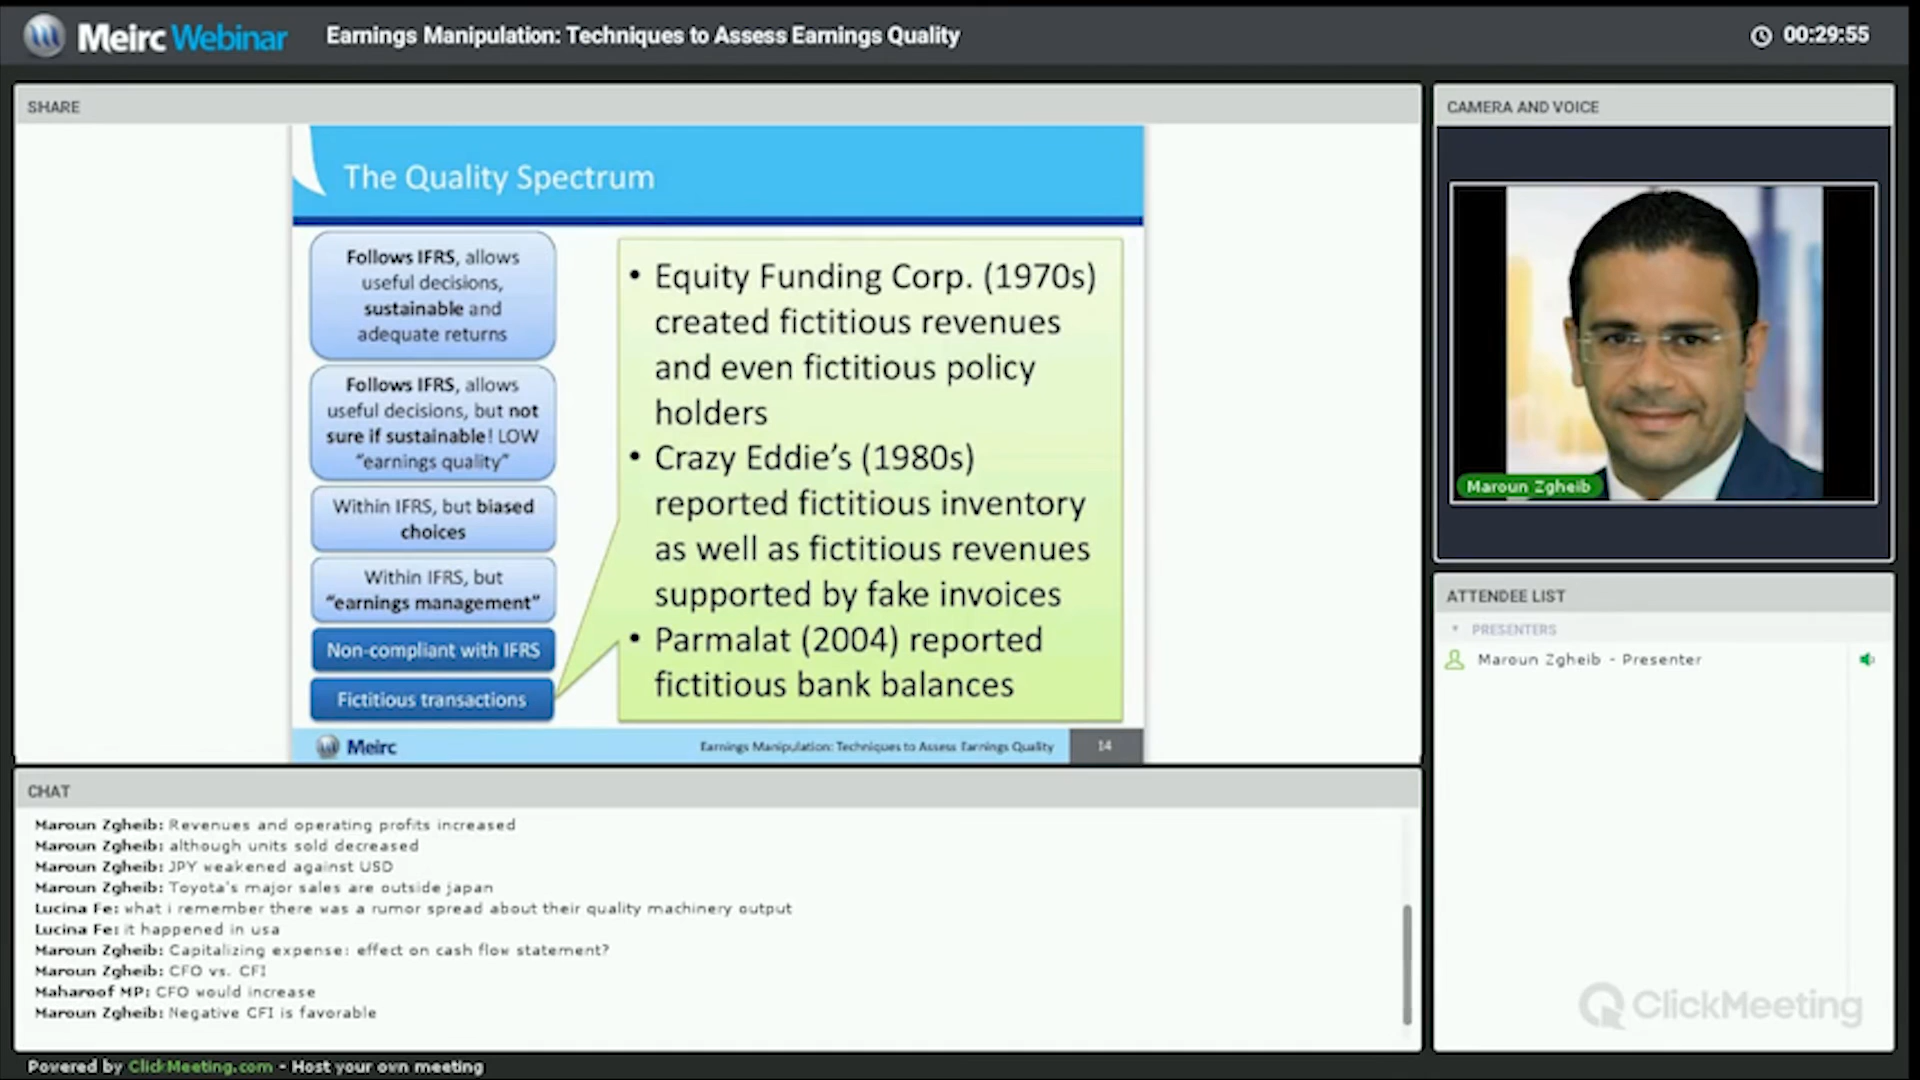 Meirc Webinar
Earnings Manipulation: Techniques to Assess Earnings Quality
00:29:55
SHARE
The Quality Spectrum
Follows IFRS, allows
useful decisions,
sustainable and
adequate returns
Follows IFRS, allows
useful decisions, but not
sure if sustainable! LOW
“earnings quality”
Within IFRS, but biased
choices
Within IFRS, but
“earnings management”
Non-compliant with IFRS
Fictitious transactions
• Equity Funding Corp. (1970s)
created fictitious revenues
and even fictitious policy
holders
• Crazy Eddie’s (1980s)
reported fictitious inventory
as well as fictitious revenues
supported by fake invoices
• Parmalat (2004) reported
fictitious bank balances
Meirc
Earnings Manipulation: Techniques to Assess Earnings Quality
14
CAMERA AND VOICE
Maroun Zgheib
ATTENDEE LIST
PRESENTERS
Maroun Zgheib - Presenter
CHAT
Maroun Zgheib: Revenues and operating profits increased
Maroun Zgheib: although units sold decreased
Maroun Zgheib: JPY weakened against USD
Maroun Zgheib: Toyota's major sales are outside japan
Lucina Fe: what i remember there was a rumor spread about their quality machinery output
Lucina Fe: it happened in usa
Maroun Zgheib: Capitalizing expense: effect on cash flow statement?
Maroun Zgheib: CFO vs. CFI
Maharoof MP: CFO would increase
Maroun Zgheib: Negative CFI is favorable
ClickMeeting
Powered by ClickMeeting.com - Host your own meeting